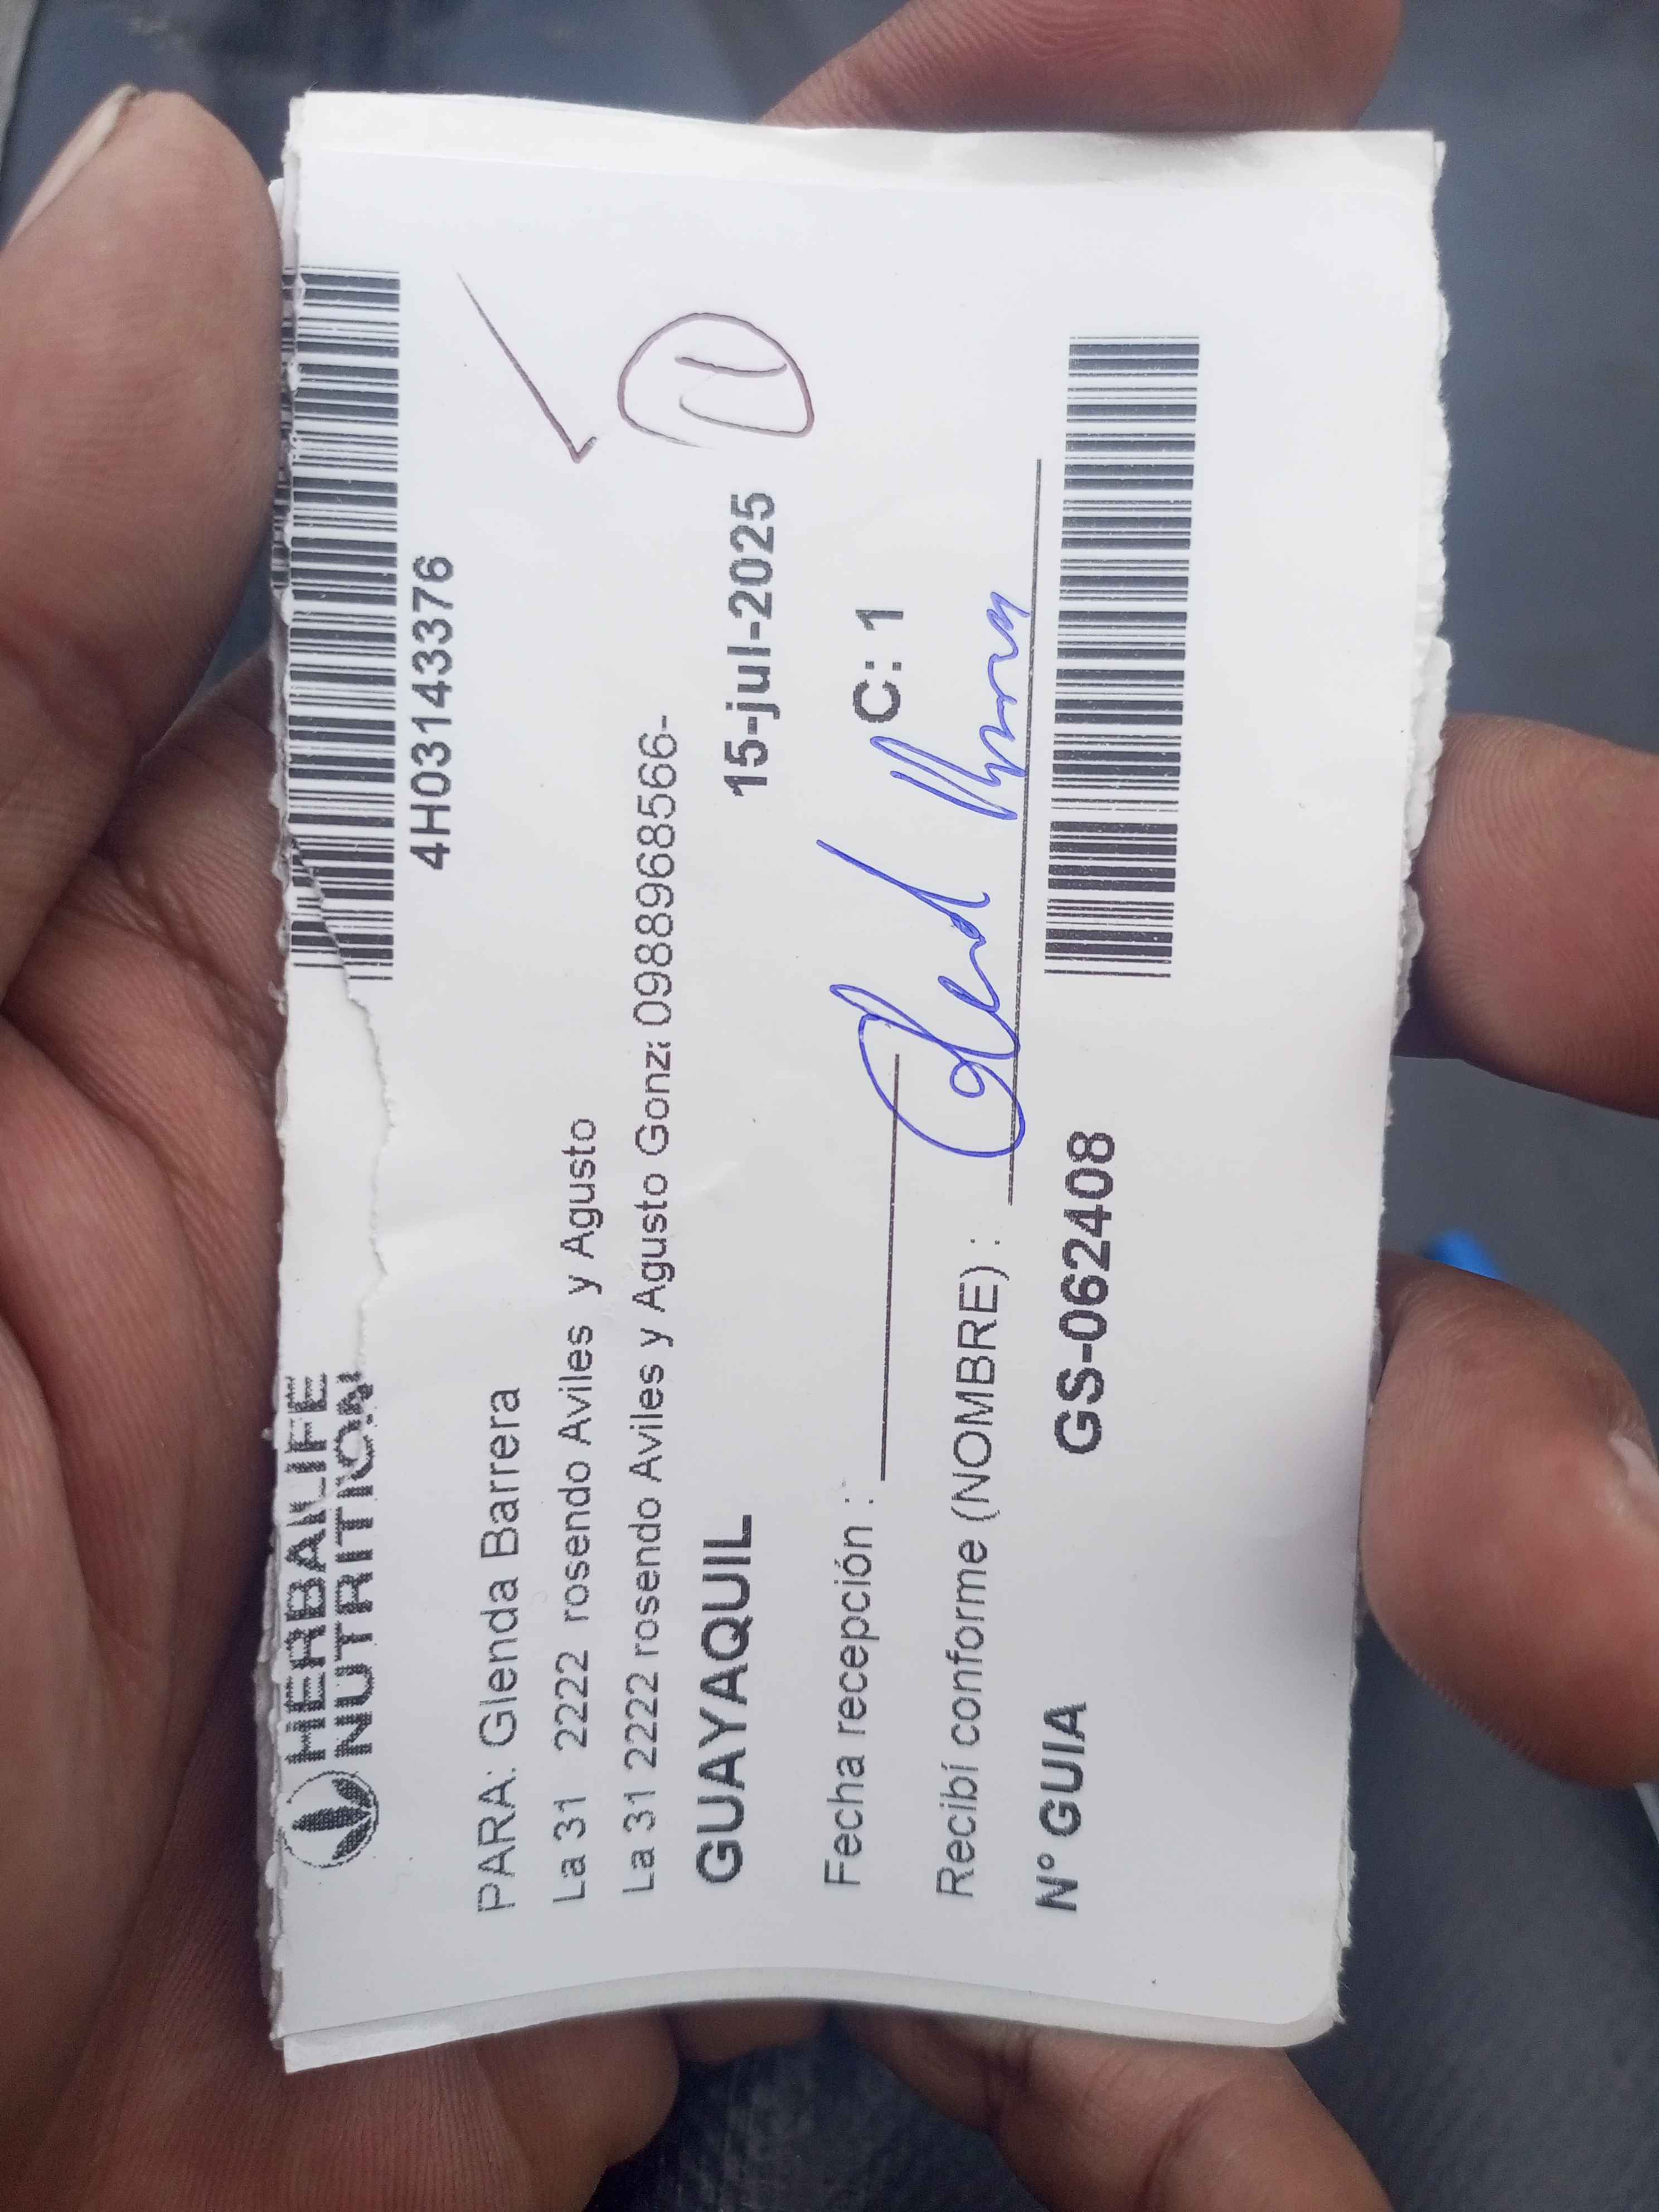 HERBALIFE
NUTRITION
4H03143376
PARA: Glenda Barrera
La 31 2222 rosendo Aviles y Agusto
La 31 2222 rosendo Aviles y Agusto Gonz: 0988968566-
GUAYAQUIL 15-jul-2025
Fecha recepción : C: 1
Recibí conforme (NOMBRE) :
N° GUIA GS-062408